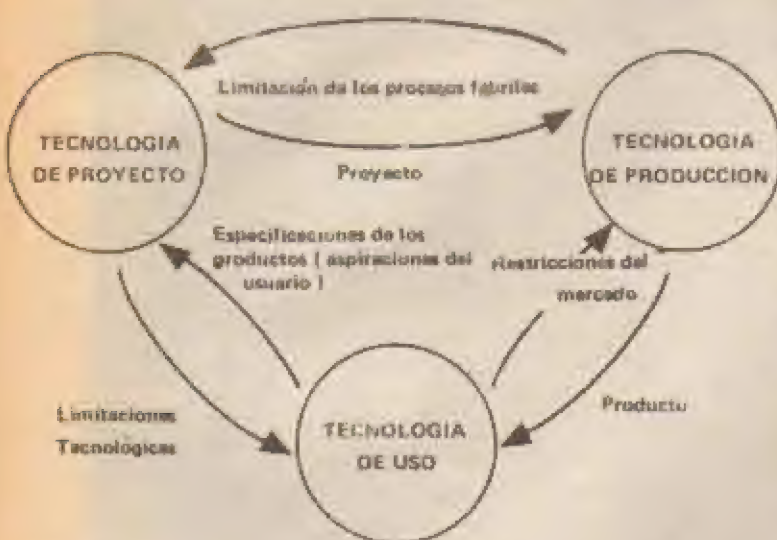 Limitación de los procesos fabriles
TECNOLOGIA
DE PROYECTO
TECNOLOGIA
DE PRODUCCION
Proyecto
Especificaciones de los
productos ( aspiraciones del
usuario )
Restricciones del
mercado
Limitaciones
Tecnológicas
Producto
TECNOLOGIA
DE USO